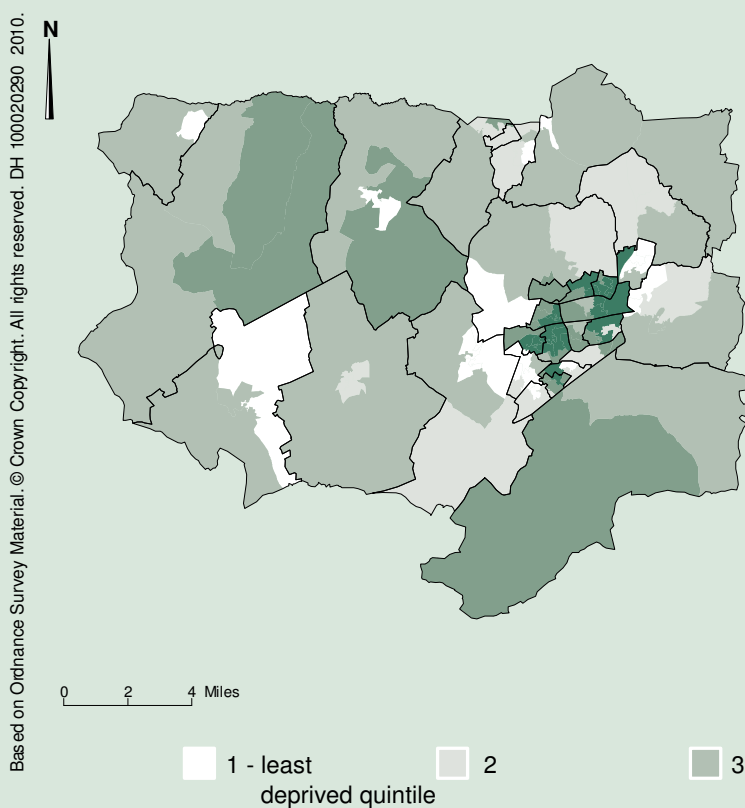 Based on Ordnance Survey Material. © Crown Copyright. All rights reserved. DH 100020290 2010.
N
0 2 4 Miles
1 - least
deprived quintile
2
3